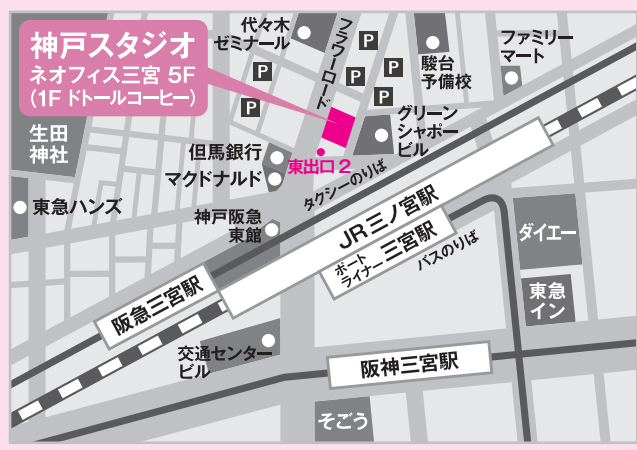 神戸スタジオ
ネオフィス三宮 5F
(1F ドトールコーヒー)
代々木
ゼミナール
フラワーロード
P
P
P
P
P
駿台
予備校
ファミリー
マート
グリーン
シャポー
ビル
生田
神社
但馬銀行
マクドナルド
東出口2
タクシーのりば
東急ハンズ
神戸阪急
東館
JR三ノ宮駅
ポート
ライナー三宮駅
バスのりば
ダイエー
東急
イン
阪急三宮駅
交通センター
ビル
阪神三宮駅
そごう